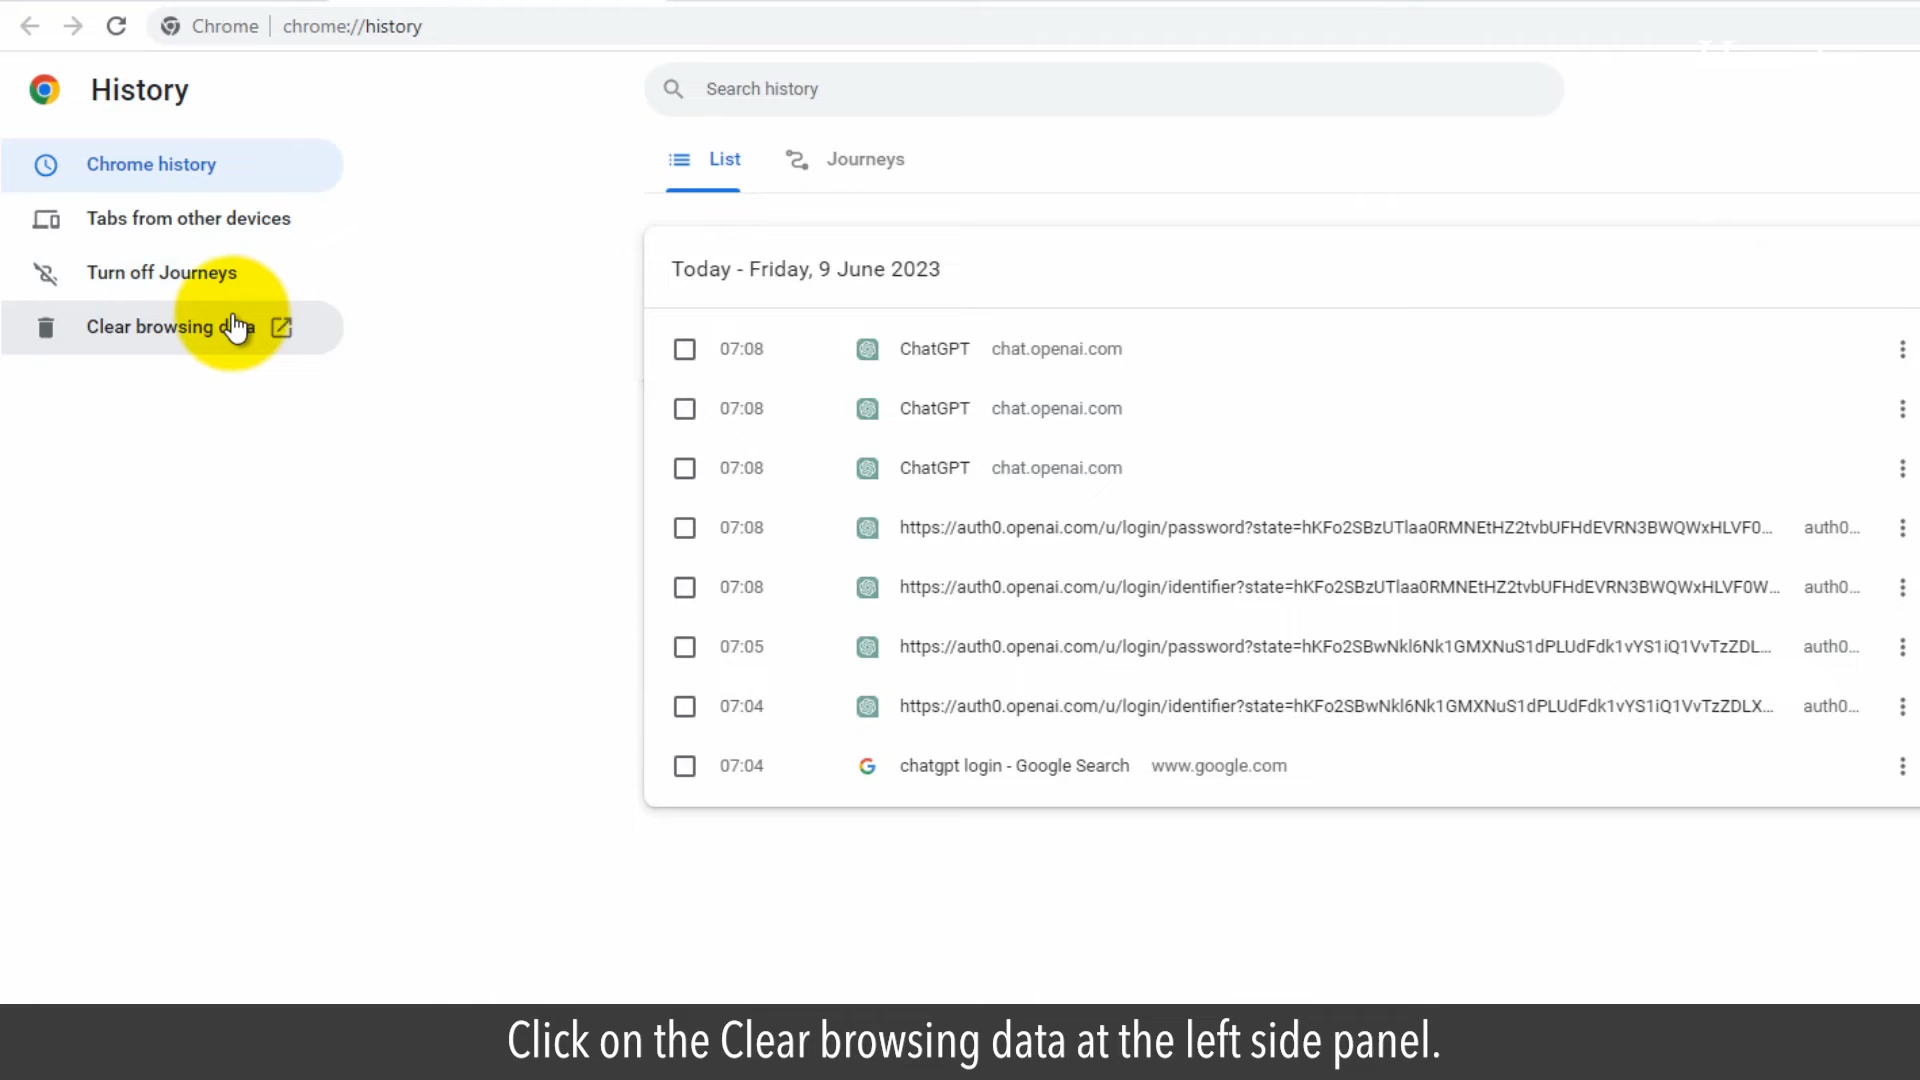 Chrome | chrome://history
History
Search history
Chrome history
Tabs from other devices
Turn off Journeys
Clear browsing
List Journeys
Today - Friday, 9 June 2023
07:08 ChatGPT chat.openai.com
07:08 ChatGPT chat.openai.com
07:08 ChatGPT chat.openai.com
07:08 https://auth0.openai.com/u/login/password?state=hKFo2SBzUTlaa0RMNEtHZ2tvbUFHdEVRN3BWQWxHLVF0... auth0...
07:08 https://auth0.openai.com/u/login/identifier?state=hKFo2SBzUTlaa0RMNEtHZ2tvbUFHdEVRN3BWQWxHLVF0W... auth0...
07:05 https://auth0.openai.com/u/login/password?state=hKFo2SBwNkl6Nk1GMXNuS1dPLUdFdk1vYS1iQ1VvTzZDL... auth0...
07:04 https://auth0.openai.com/u/login/identifier?state=hKFo2SBwNkl6Nk1GMXNuS1dPLUdFdk1vYS1iQ1VvTzZDLX... auth0...
07:04 chatgpt login - Google Search www.google.com
Click on the Clear browsing data at the left side panel.